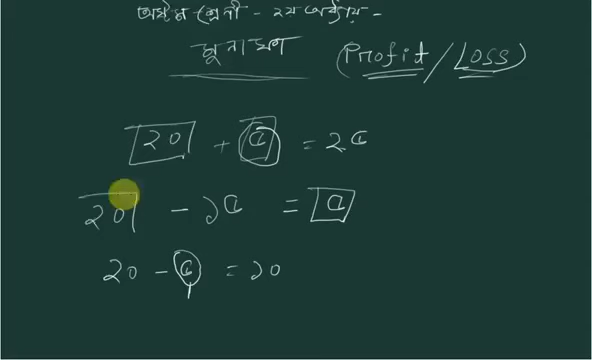 অষ্টম শ্রেণী - ২য় অধ্যায় -
মুনাফা (Profit/Loss)
২০ + ৫ = ২৫
২০ - ১৫ = ৫
২০ - ৫ = ১০